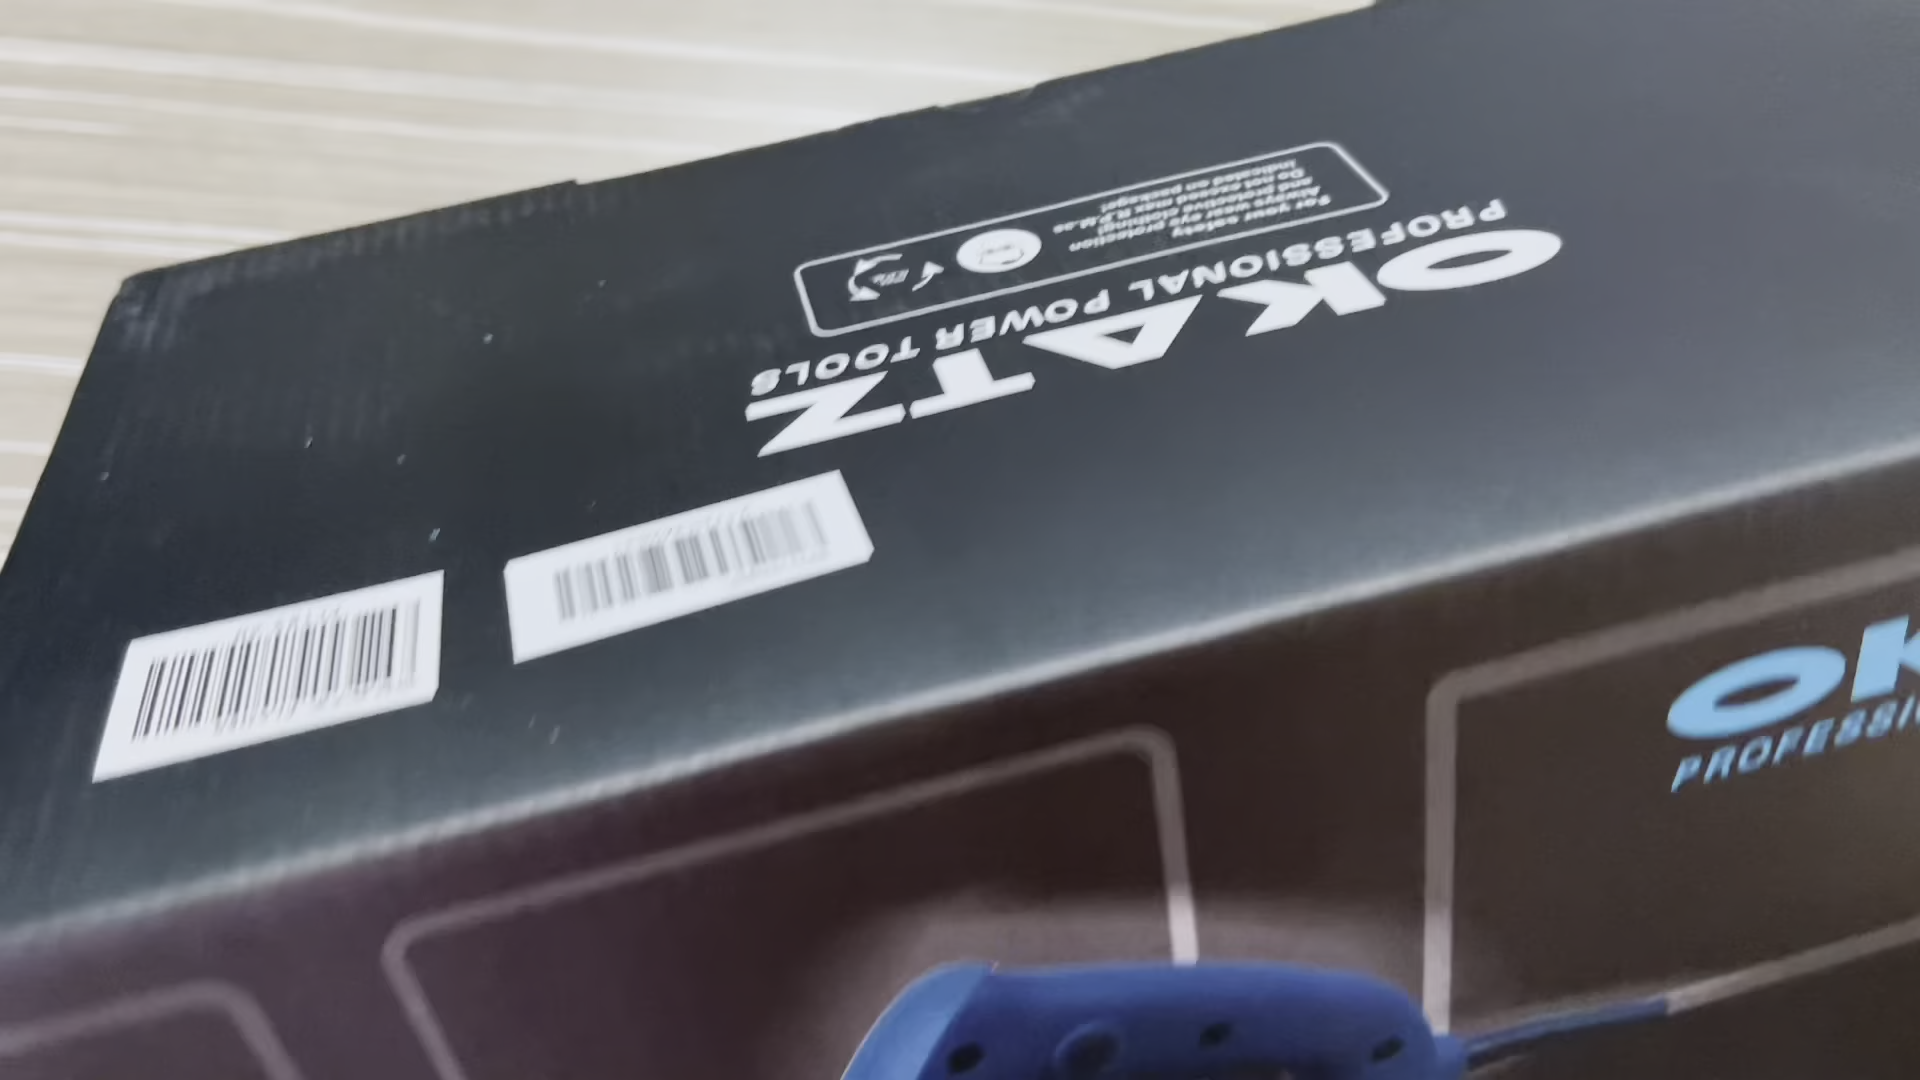 OKATZ
PROFESSIONAL POWER TOOLS
For your safety
Always wear eye protection
and protective clothing!
Do not exceed max R.P.M.as
indicated on package!
OK
PROFESSI